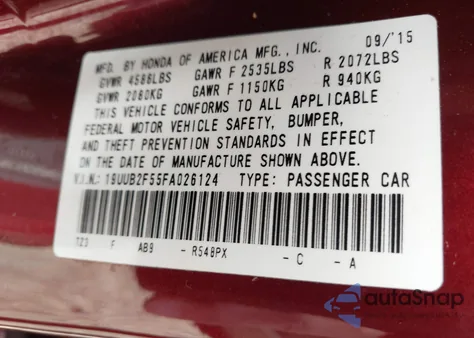 MFD. BY HONDA OF AMERICA MFG., INC. 09/'15
GVWR 4586LBS GAWR F 2535LBS R 2072LBS
GVWR 2080KG GAWR F 1150KG R 940KG
THIS VEHICLE CONFORMS TO ALL APPLICABLE
FEDERAL MOTOR VEHICLE SAFETY, BUMPER,
AND THEFT PREVENTION STANDARDS IN EFFECT
ON THE DATE OF MANUFACTURE SHOWN ABOVE.
V.I.N.: 19UUB2F55FA026124 TYPE: PASSENGER CAR
TZ3 F AB9 - R548PX - C - A
autoSnap